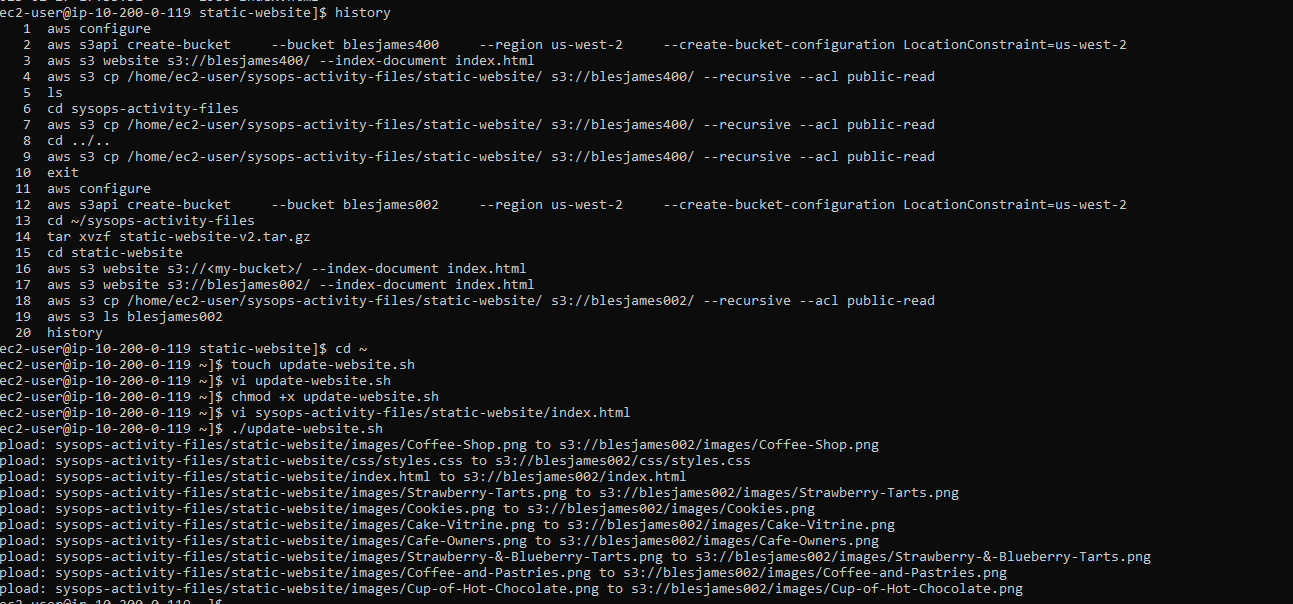 ec2-user@ip-10-200-0-119 static-website]$ history
1 aws configure
2 aws s3api create-bucket --bucket blesjames400 --region us-west-2 --create-bucket-configuration LocationConstraint=us-west-2
3 aws s3 website s3://blesjames400/ --index-document index.html
4 aws s3 cp /home/ec2-user/sysops-activity-files/static-website/ s3://blesjames400/ --recursive --acl public-read
5 ls
6 cd sysops-activity-files
7 aws s3 cp /home/ec2-user/sysops-activity-files/static-website/ s3://blesjames400/ --recursive --acl public-read
8 cd ../..
9 aws s3 cp /home/ec2-user/sysops-activity-files/static-website/ s3://blesjames400/ --recursive --acl public-read
10 exit
11 aws configure
12 aws s3api create-bucket --bucket blesjames002 --region us-west-2 --create-bucket-configuration LocationConstraint=us-west-2
13 cd ~/sysops-activity-files
14 tar xvzf static-website-v2.tar.gz
15 cd static-website
16 aws s3 website s3://<my-bucket>/ --index-document index.html
17 aws s3 website s3://blesjames002/ --index-document index.html
18 aws s3 cp /home/ec2-user/sysops-activity-files/static-website/ s3://blesjames002/ --recursive --acl public-read
19 aws s3 ls blesjames002
20 history
ec2-user@ip-10-200-0-119 static-website]$ cd ~
ec2-user@ip-10-200-0-119 ~]$ touch update-website.sh
ec2-user@ip-10-200-0-119 ~]$ vi update-website.sh
ec2-user@ip-10-200-0-119 ~]$ chmod +x update-website.sh
ec2-user@ip-10-200-0-119 ~]$ vi sysops-activity-files/static-website/index.html
ec2-user@ip-10-200-0-119 ~]$ ./update-website.sh
pload: sysops-activity-files/static-website/images/Coffee-Shop.png to s3://blesjames002/images/Coffee-Shop.png
pload: sysops-activity-files/static-website/css/styles.css to s3://blesjames002/css/styles.css
pload: sysops-activity-files/static-website/index.html to s3://blesjames002/index.html
pload: sysops-activity-files/static-website/images/Strawberry-Tarts.png to s3://blesjames002/images/Strawberry-Tarts.png
pload: sysops-activity-files/static-website/images/Cookies.png to s3://blesjames002/images/Cookies.png
pload: sysops-activity-files/static-website/images/Cake-Vitrine.png to s3://blesjames002/images/Cake-Vitrine.png
pload: sysops-activity-files/static-website/images/Cafe-Owners.png to s3://blesjames002/images/Cafe-Owners.png
pload: sysops-activity-files/static-website/images/Strawberry-&-Blueberry-Tarts.png to s3://blesjames002/images/Strawberry-&-Blueberry-Tarts.png
pload: sysops-activity-files/static-website/images/Coffee-and-Pastries.png to s3://blesjames002/images/Coffee-and-Pastries.png
pload: sysops-activity-files/static-website/images/Cup-of-Hot-Chocolate.png to s3://blesjames002/images/Cup-of-Hot-Chocolate.png
ec2-user@ip-10-200-0-119 ~]$